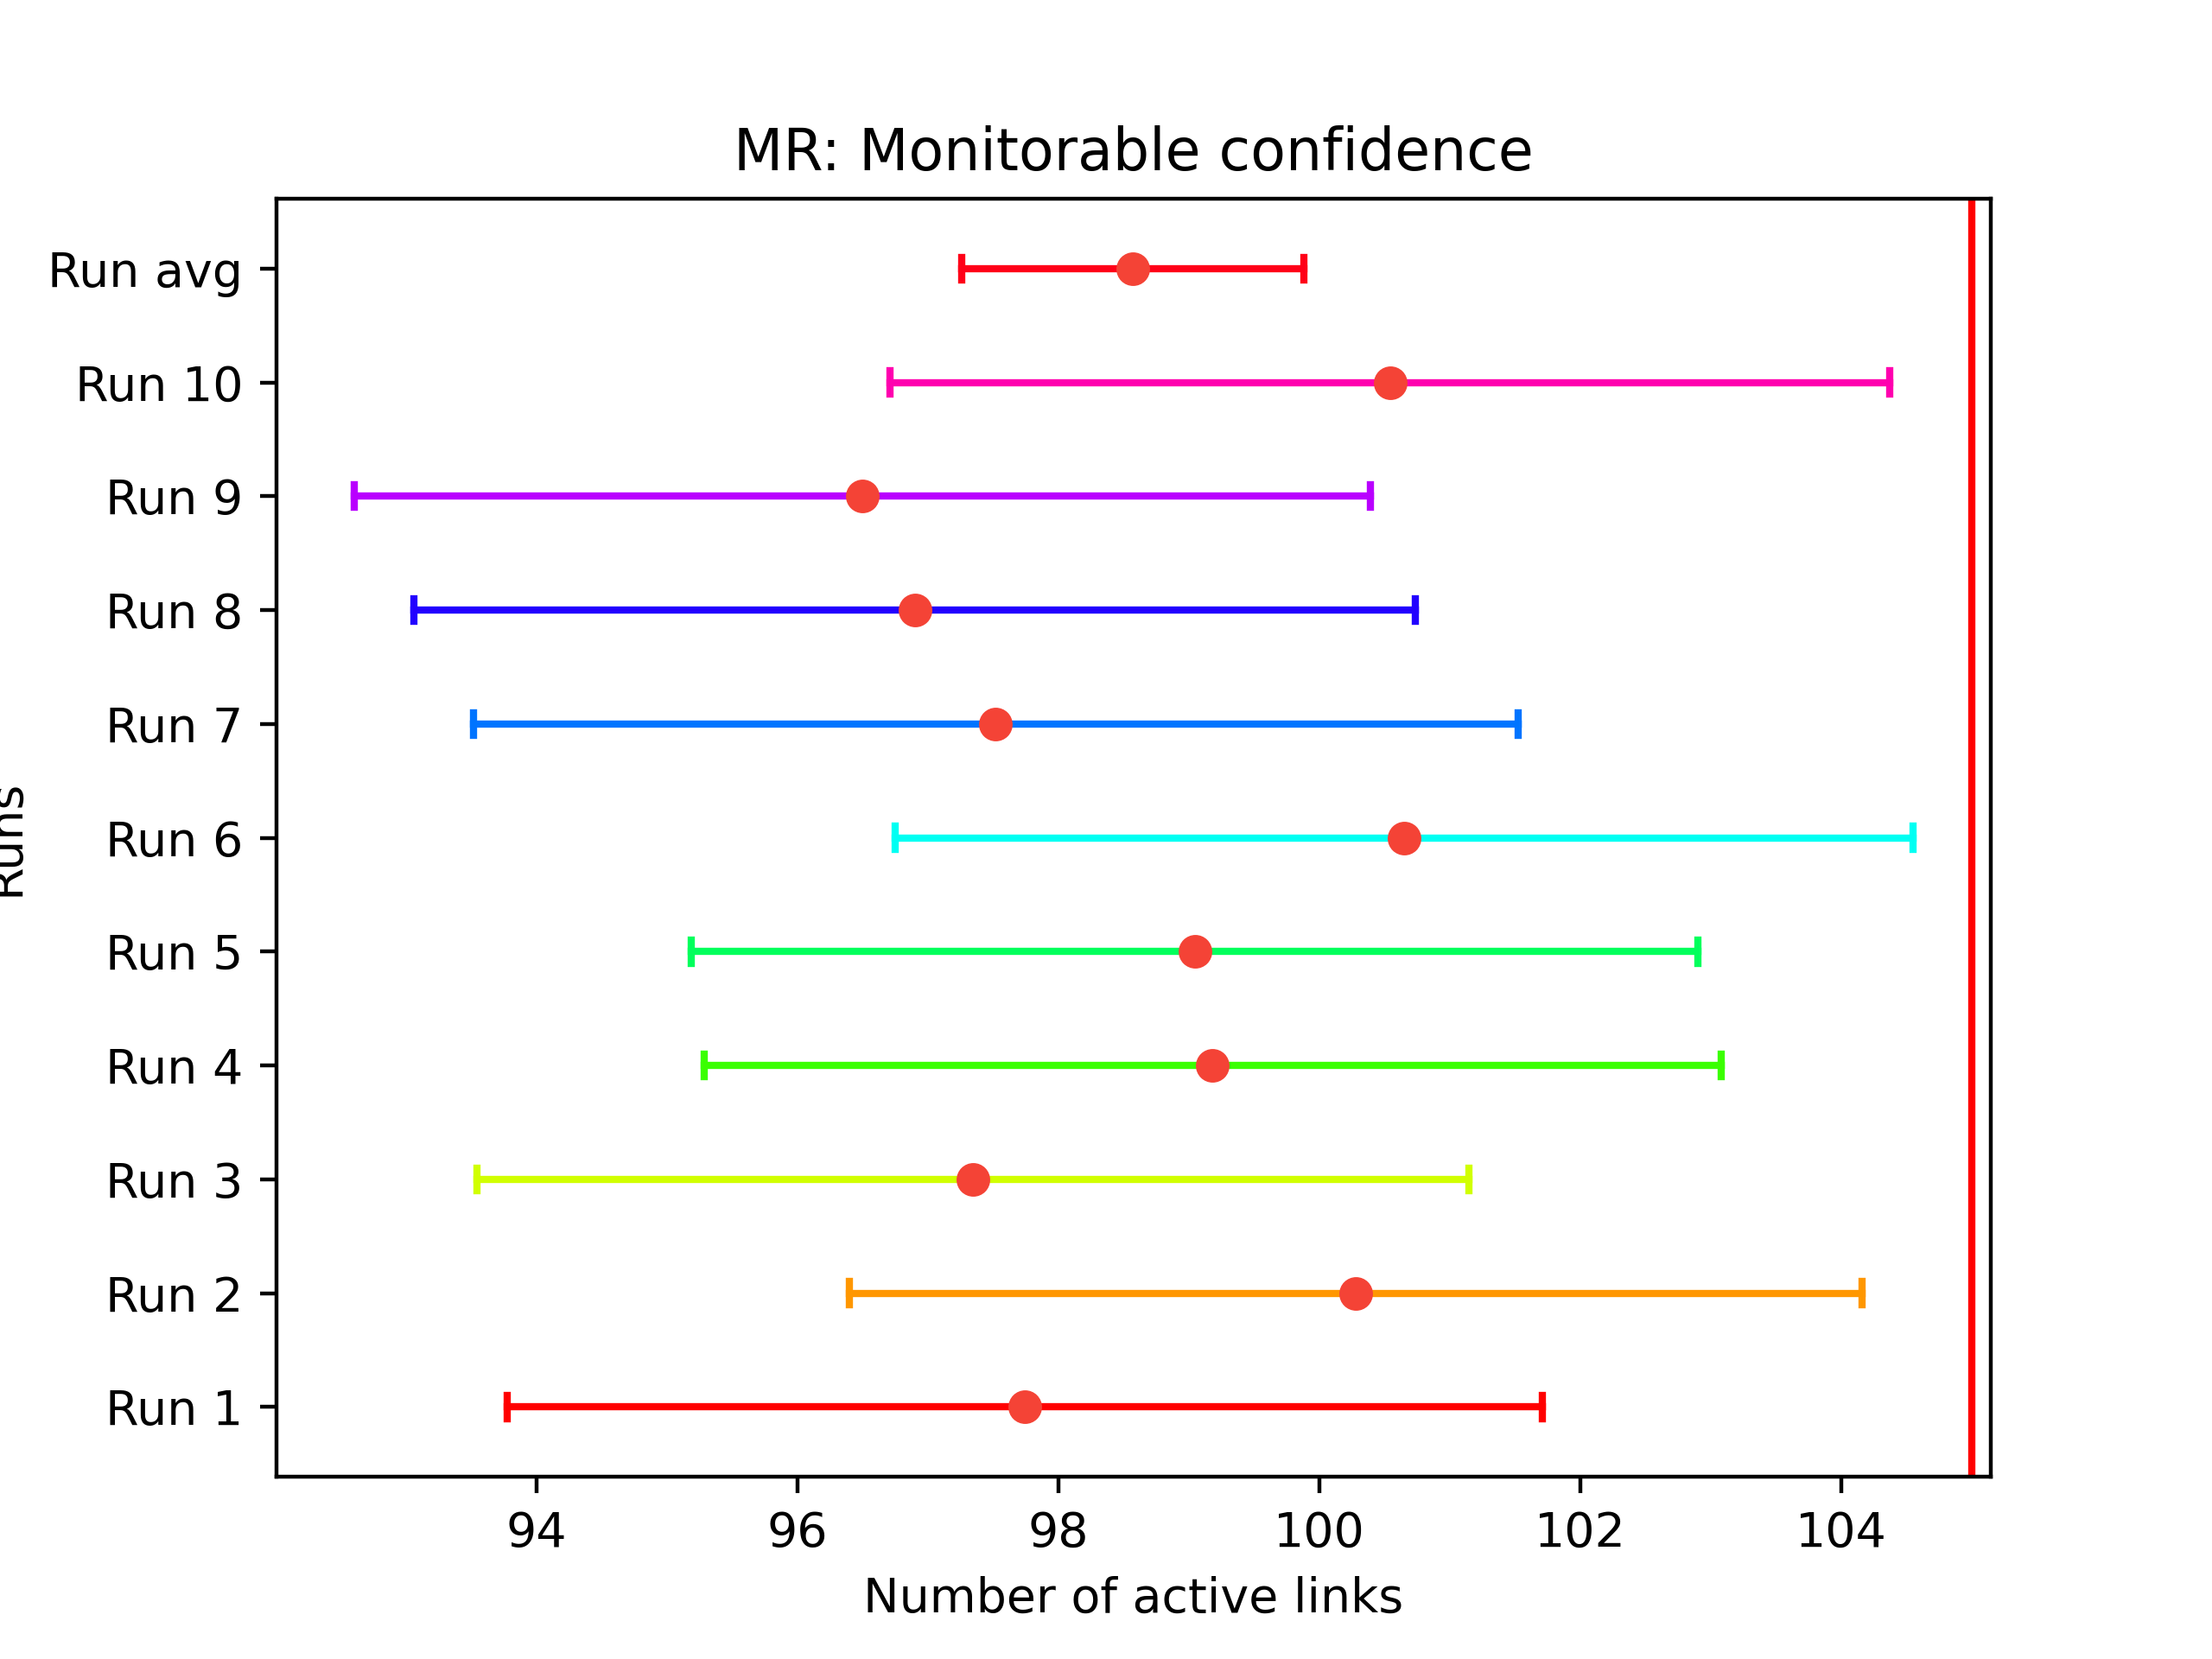 MR: Monitorable confidence
Run avg
Run 10
Run 9
Run 8
Run 7
Run 6
Run 5
Run 4
Run 3
Run 2
Run 1
Runs
94 96 98 100 102 104
Number of active links